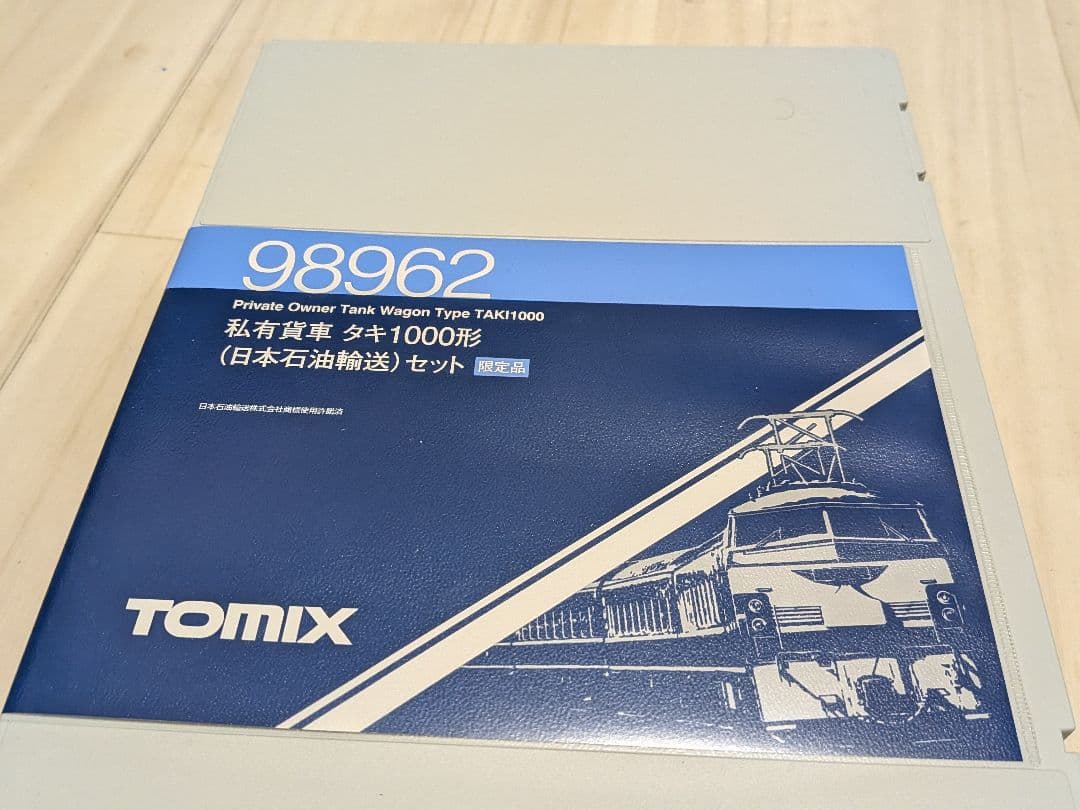 98962
Private Owner Tank Wagon Type TAKI1000
私有貨車 タキ1000形
(日本石油輸送)セット 限定品
日本石油輸送株式会社商標使用許諾済
TOMIX